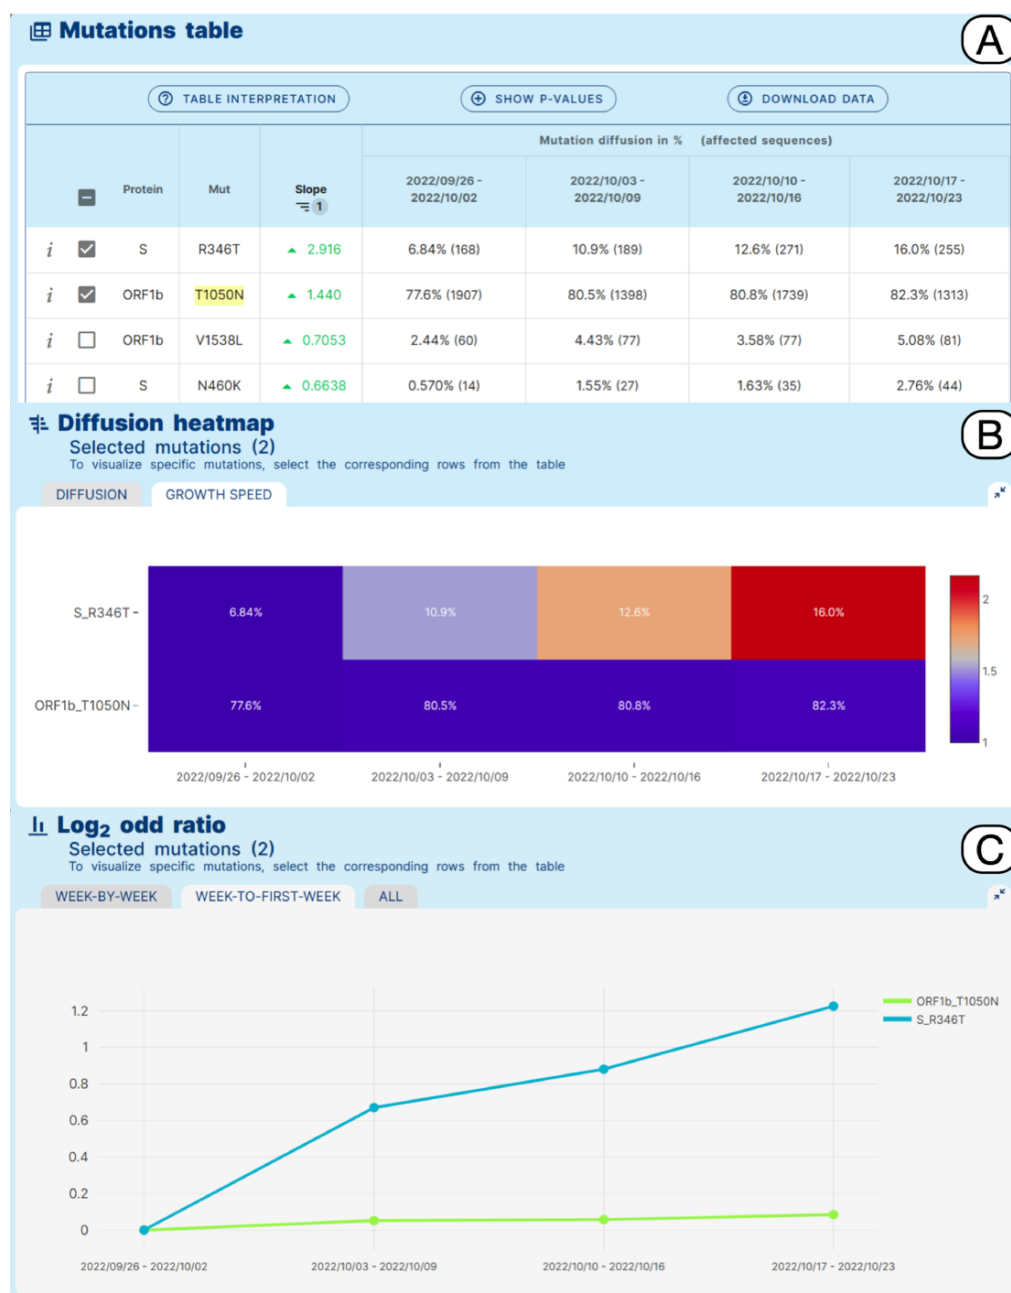 Mutations table
A
TABLE INTERPRETATION
SHOW P-VALUES
DOWNLOAD DATA
Mutation diffusion in % (affected sequences)
Protein Mut Slope 1 2022/09/26 - 2022/10/02 2022/10/03 - 2022/10/09 2022/10/10 - 2022/10/16 2022/10/17 - 2022/10/23
i S R346T 2.916 6.84% (168) 10.9% (189) 12.6% (271) 16.0% (255)
i ORF1b T1050N 1.440 77.6% (1907) 80.5% (1398) 80.8% (1739) 82.3% (1313)
i ORF1b V1538L 0.7053 2.44% (60) 4.43% (77) 3.58% (77) 5.08% (81)
i S N460K 0.6638 0.570% (14) 1.55% (27) 1.63% (35) 2.76% (44)
Diffusion heatmap
B
Selected mutations (2)
To visualize specific mutations, select the corresponding rows from the table
DIFFUSION GROWTH SPEED
S_R346T 6.84% 10.9% 12.6% 16.0%
ORF1b_T1050N 77.6% 80.5% 80.8% 82.3%
2
1.5
1
2022/09/26 - 2022/10/02 2022/10/03 - 2022/10/09 2022/10/10 - 2022/10/16 2022/10/17 - 2022/10/23
Log2 odd ratio
C
Selected mutations (2)
To visualize specific mutations, select the corresponding rows from the table
WEEK-BY-WEEK WEEK-TO-FIRST-WEEK ALL
ORF1b_T1050N
S_R346T
1.2
1
0.8
0.6
0.4
0.2
0
2022/09/26 - 2022/10/02 2022/10/03 - 2022/10/09 2022/10/10 - 2022/10/16 2022/10/17 - 2022/10/23